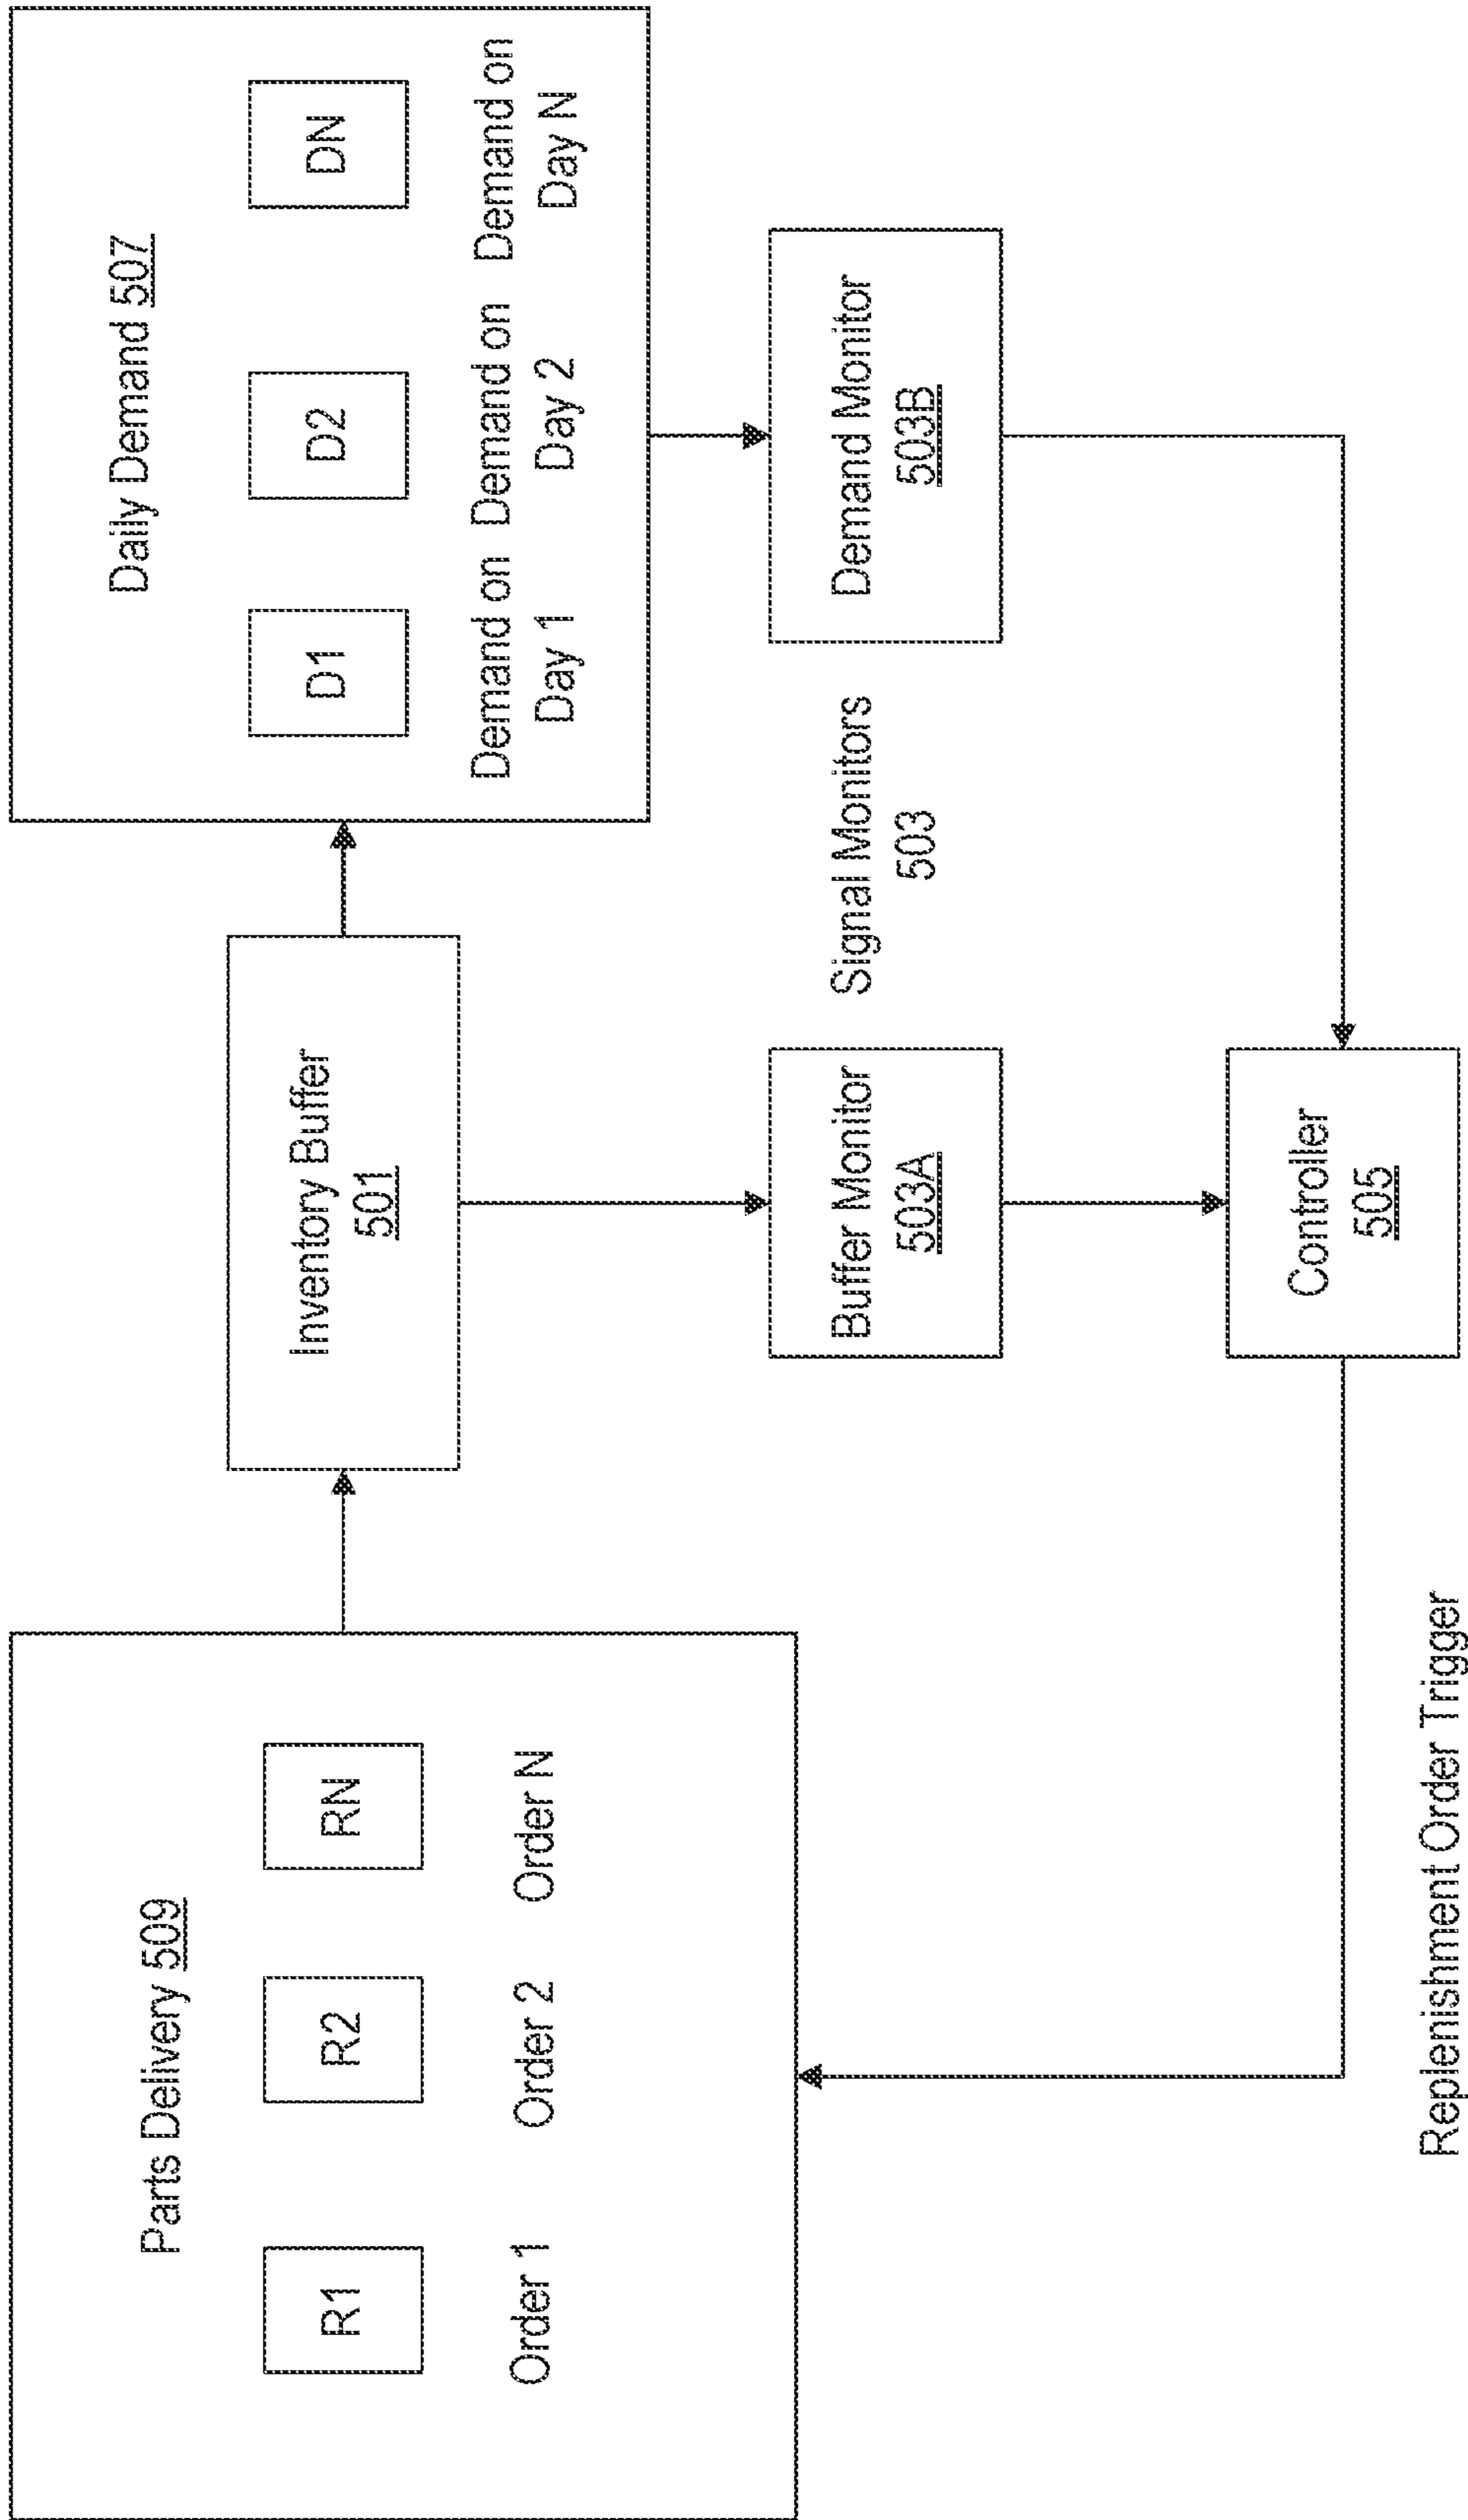 Parts Delivery 509
R1
R2
RN
Order 1
Order 2
Order N
Inventory Buffer
501
Daily Demand 507
D1
D2
DN
Demand on
Day 1
Demand on
Day 2
Demand on
Day N
Buffer Monitor
503A
Signal Monitors
503
Demand Monitor
503B
Controller
505
Replenishment Order Trigger